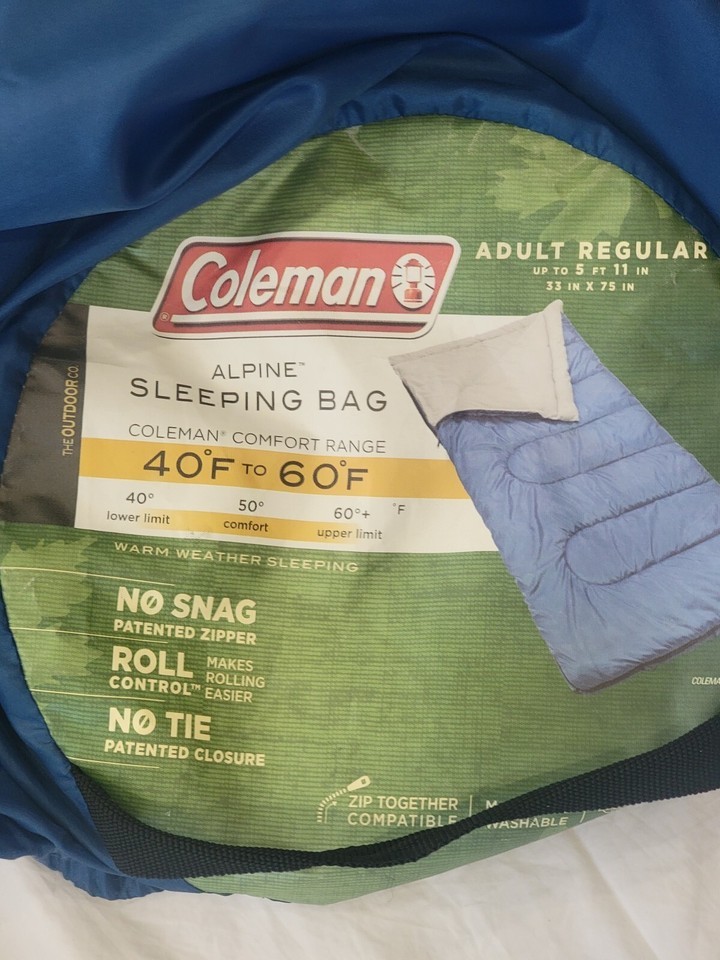 Coleman
®
ADULT REGULAR
UP TO 5 FT 11 IN
33 IN X 75 IN
THE OUTDOOR CO.
ALPINE™
SLEEPING BAG
COLEMAN® COMFORT RANGE
40°F TO 60°F
40° 50° 60°+ °F
lower limit comfort upper limit
WARM WEATHER SLEEPING
NO SNAG
PATENTED ZIPPER
ROLL CONTROL™
MAKES
ROLLING
EASIER
NO TIE
PATENTED CLOSURE
ZIP TOGETHER
COMPATIBLE
WASHABLE